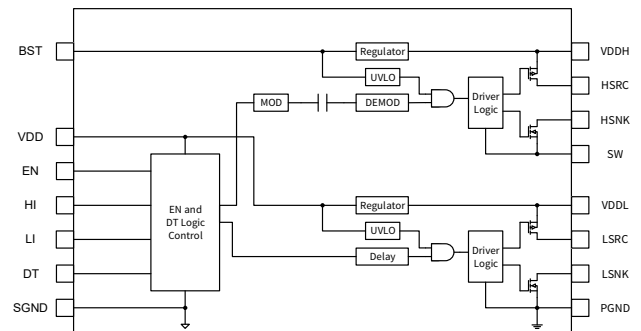 BST
VDD
EN
HI
LI
DT
SGND
Regulator
UVLO
MOD
DEMOD
Driver
Logic
EN and
DT Logic
Control
Regulator
UVLO
Delay
Driver
Logic
VDDH
HSRC
HSNK
SW
VDDL
LSRC
LSNK
PGND